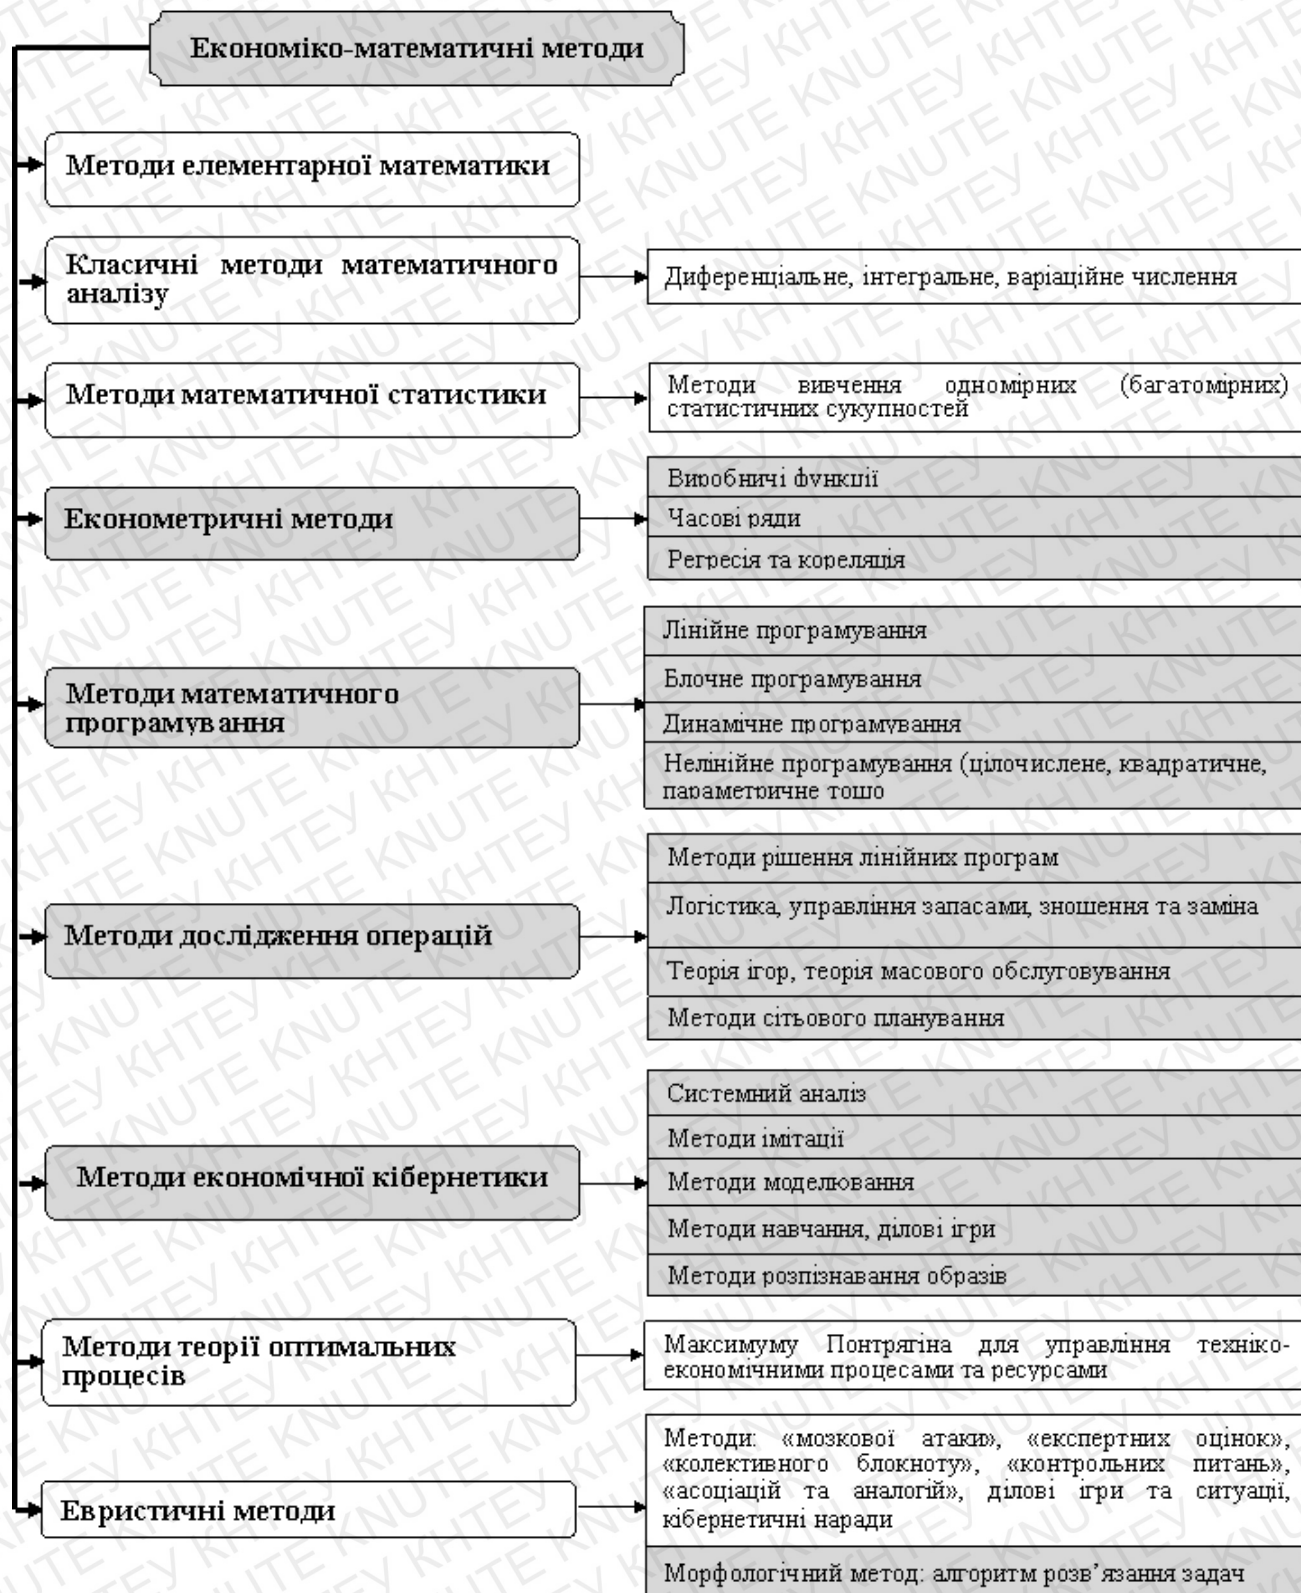 Економіко-математичні методи
Методи елементарної математики
Класичні методи математичного
аналізу
Диференціальне, інтегральне, варіаційне числення
Методи математичної статистики
Методи вивчення одномірних (багатомірних)
статистичних сукупностей
Економетричні методи
Виробничі функції
Часові ряди
Регресія та кореляція
Методи математичного
програмування
Лінійне програмування
Блочне програмування
Динамічне програмування
Нелінійне програмування (цілочислене, квадратичне,
параметричне тощо
Методи дослідження операцій
Методи рішення лінійних програм
Логістика, управління запасами, зношення та заміна
Теорія ігор, теорія масового обслуговування
Методи сітьового планування
Методи економічної кібернетики
Системний аналіз
Методи імітації
Методи моделювання
Методи навчання, ділові ігри
Методи розпізнавання образів
Методи теорії оптимальних
процесів
Максимуму Понтрягіна для управління техніко-
економічними процесами та ресурсами
Евристичні методи
Методи: «мозкової атаки», «експертних оцінок»,
«колективного блокноту», «контрольних питань»,
«асоціацій та аналогій», ділові ігри та ситуації,
кібернетичні наради
Морфологічний метод: алгоритм розв’язання задач